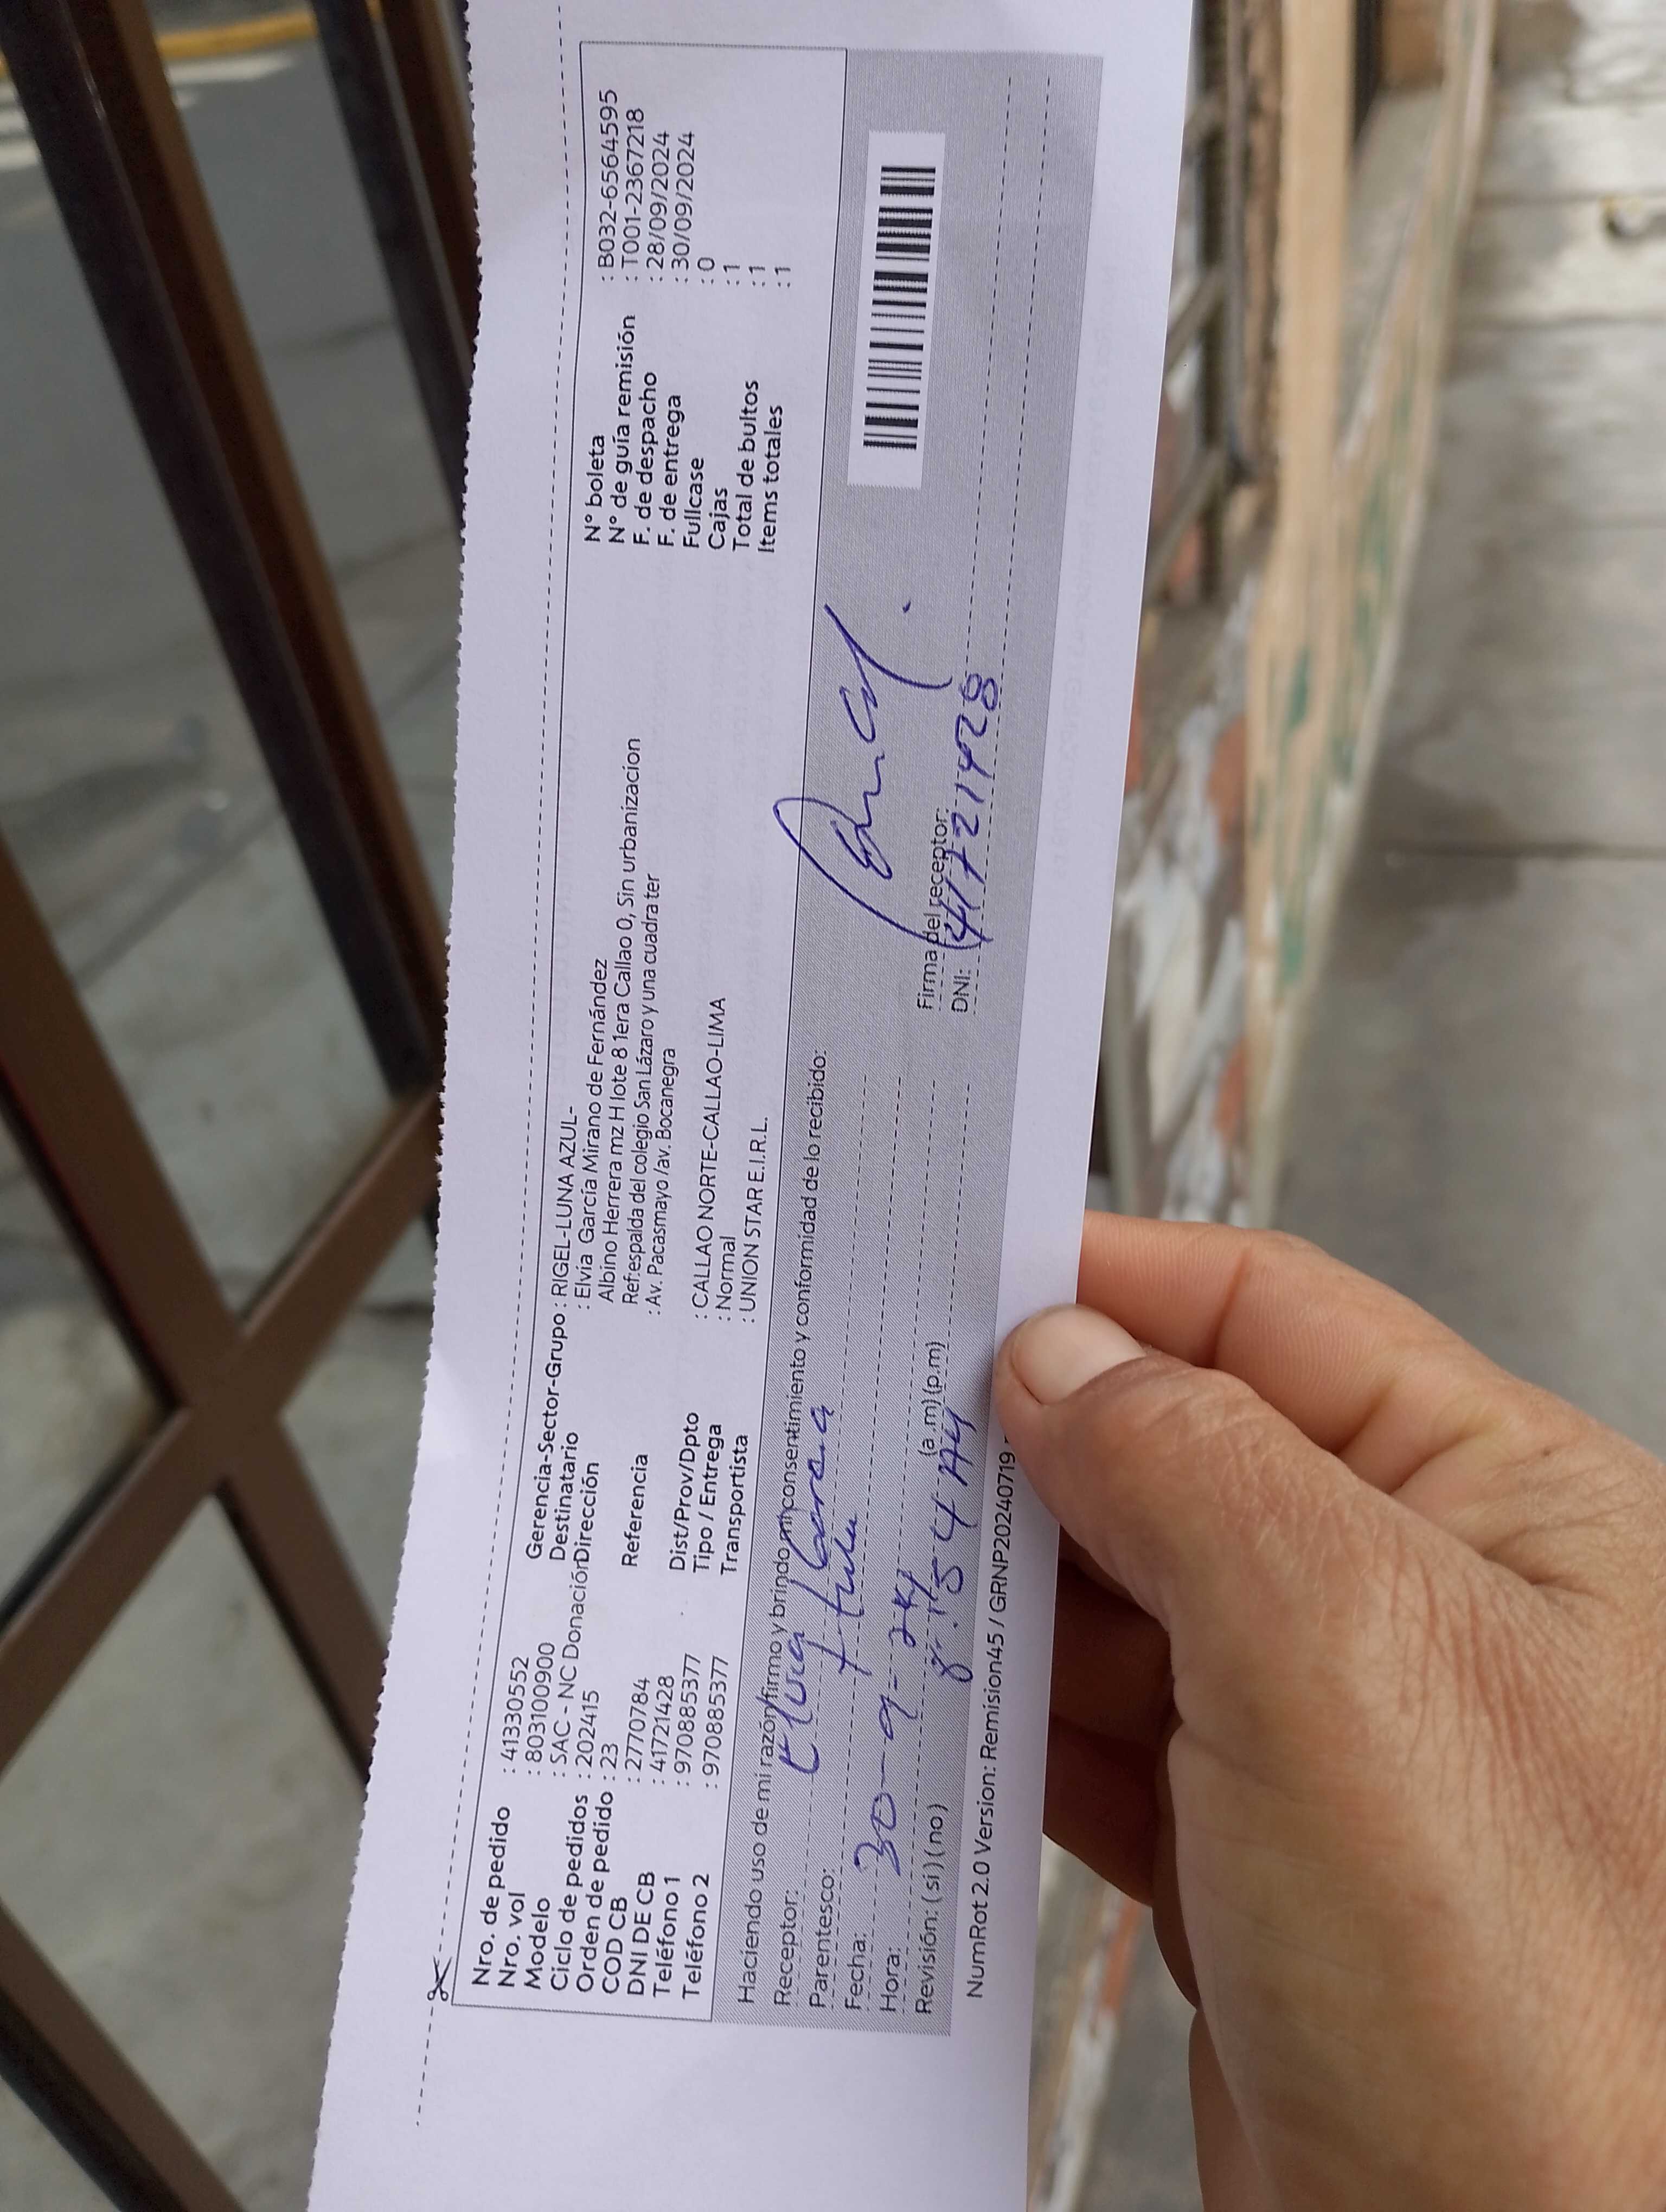 Nro. de pedido : 41330552
Nro. vol : 803100900
Modelo : SAC - NC Donación
Ciclo de pedidos : 202415
Orden de pedido : 23
COD CB : 2770784
DNI DE CB : 41721428
Teléfono 1 : 970885377
Teléfono 2 : 970885377
Gerencia-Sector-Grupo : RIGEL-LUNA AZUL-
Destinatario : Elvia García Mirano de Fernández
Dirección Albino Herrera mz H lote 8 1era Callao 0, Sin urbanizacion
Ref:espalda del colegio San Lázaro y una cuadra ter
Referencia : Av. Pacasmayo /av. Bocanegra
Dist/Prov/Dpto : CALLAO NORTE-CALLAO-LIMA
Tipo / Entrega : Normal
Transportista : UNION STAR E.I.R.L.
N° boleta : B032-6564595
N° de guía remisión : T001-2367218
F. de despacho : 28/09/2024
F. de entrega : 30/09/2024
Fullcase : 0
Cajas : 1
Total de bultos : 1
Items totales : 1
Haciendo uso de mi razón/firmo y brindo mi consentimiento y conformidad de lo recibido:
Receptor: Elvia
Parentesco:
Fecha: 30-9-24
Hora: 8:54 AM (a.m) (p.m)
Revisión: (si) (no)
Firma del receptor:
DNI: 41721428
NumRot 2.0 Version: Remision45 / GRNP20240719